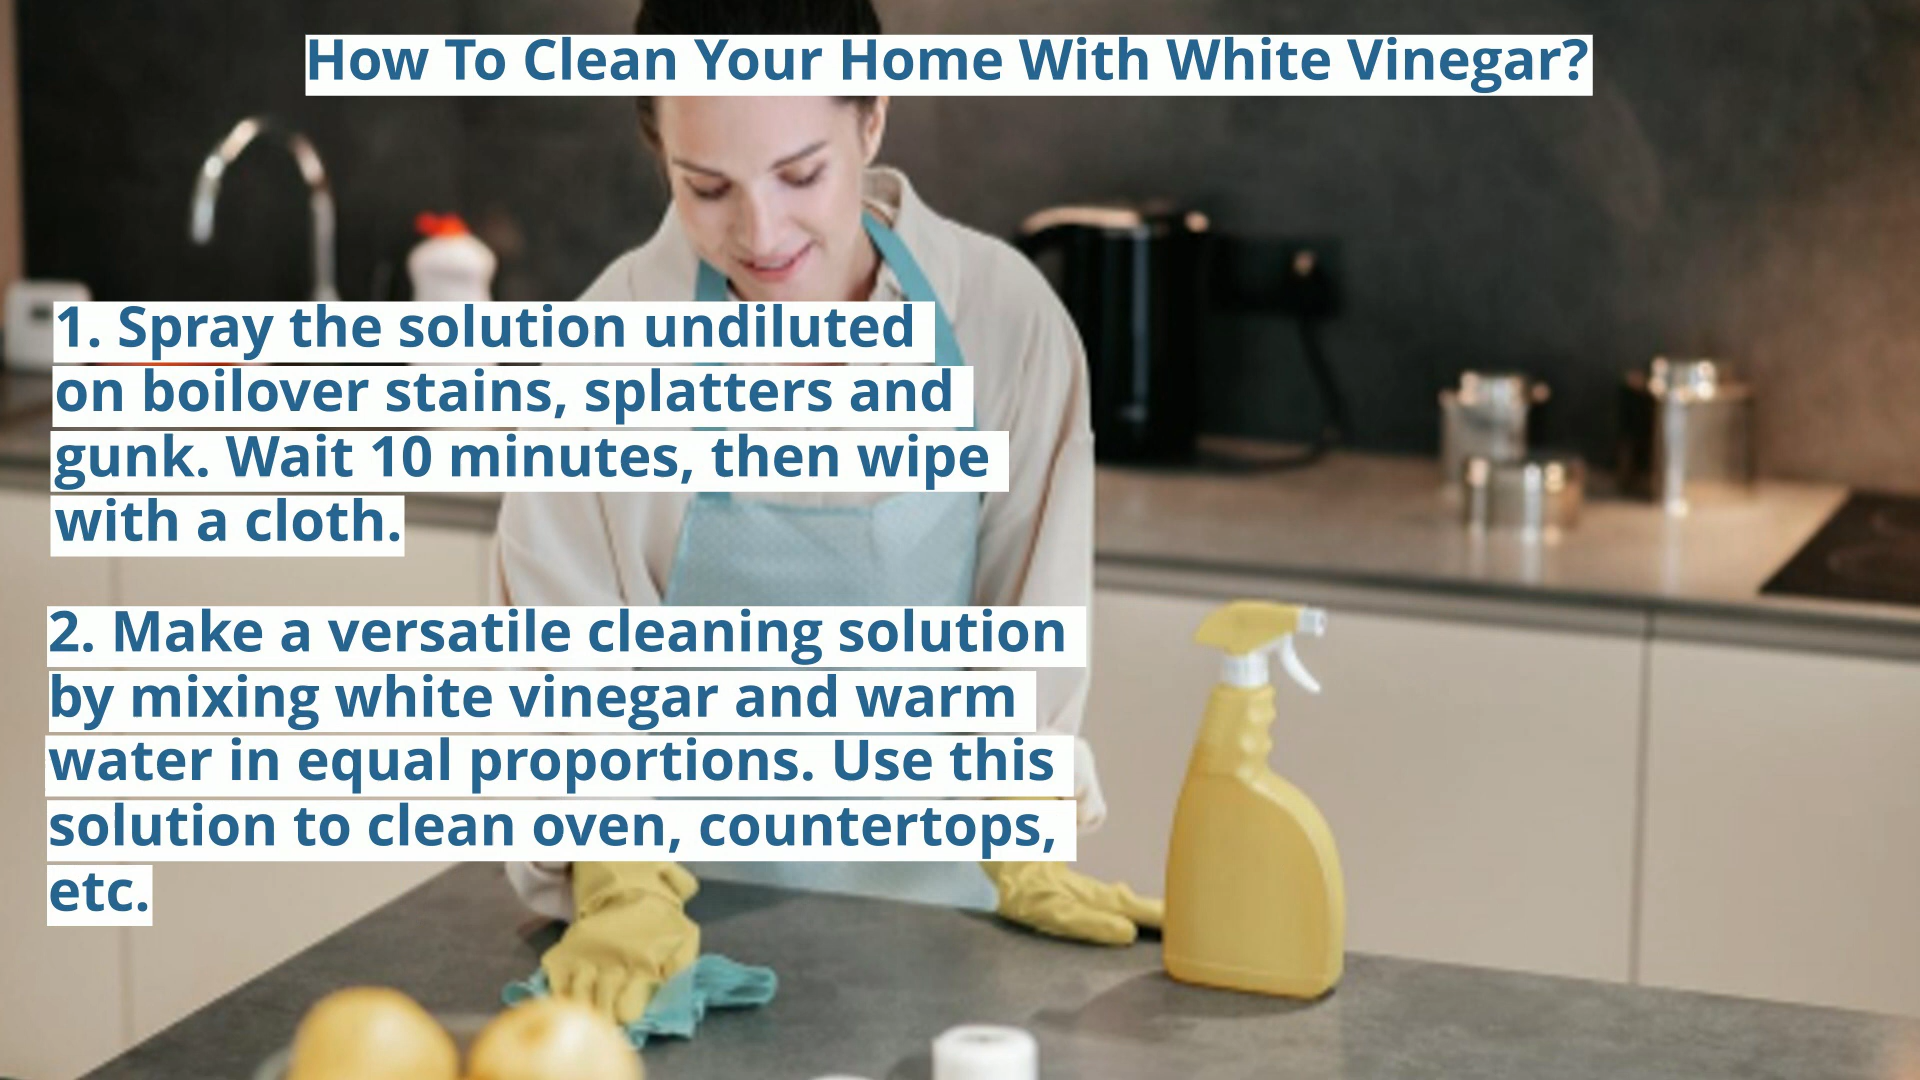 How To Clean Your Home With White Vinegar?
1. Spray the solution undiluted
on boilover stains, splatters and
gunk. Wait 10 minutes, then wipe
with a cloth.
2. Make a versatile cleaning solution
by mixing white vinegar and warm
water in equal proportions. Use this
solution to clean oven, countertops,
etc.